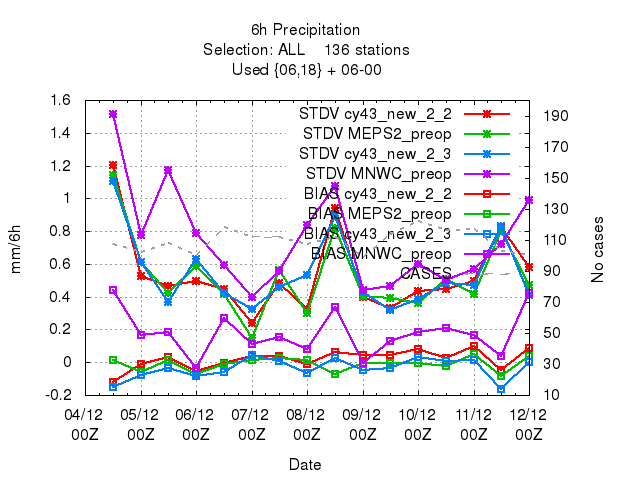 6h Precipitation
Selection: ALL    136 stations
Used {06,18} + 06-00
1.6
1.4
1.2
1
0.8
0.6
0.4
0.2
0
-0.2
mm/6h
190
170
150
130
110
90
70
50
30
10
No cases
STDV cy43_new_2_2
STDV MEPS2_preop
STDV cy43_new_2_3
STDV MNWC_preop
BIAS cy43_new_2_2
BIAS MEPS2_preop
BIAS cy43_new_2_3
BIAS MNWC_preop
CASES
04/12 05/12 06/12 07/12 08/12 09/12 10/12 11/12 12/12
00Z 00Z 00Z 00Z 00Z 00Z 00Z 00Z 00Z
Date